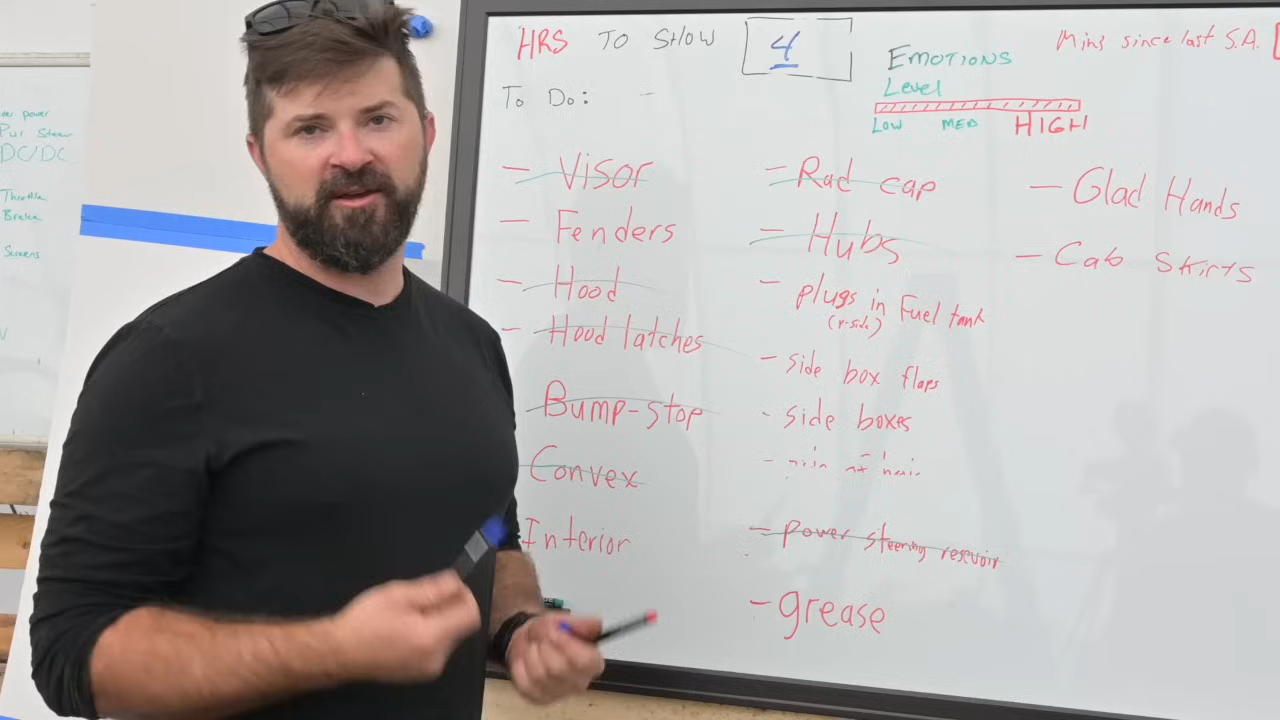 HRS TO SHOW 4
EMOTIONS
Level
LOW MED HIGH
Mins since last S.A.
To Do: -
- Visor
- Fenders
- Hood
- Hood latches
Bump-stop
Convex
Interior
- Rad cap
- Hubs
- plugs in Fuel tank
(r-side)
- side box flaps
- side boxes
- power steering resevoir
- grease
- Glad Hands
- Cab Skirts
power
DC/DC
Throttle
Screens